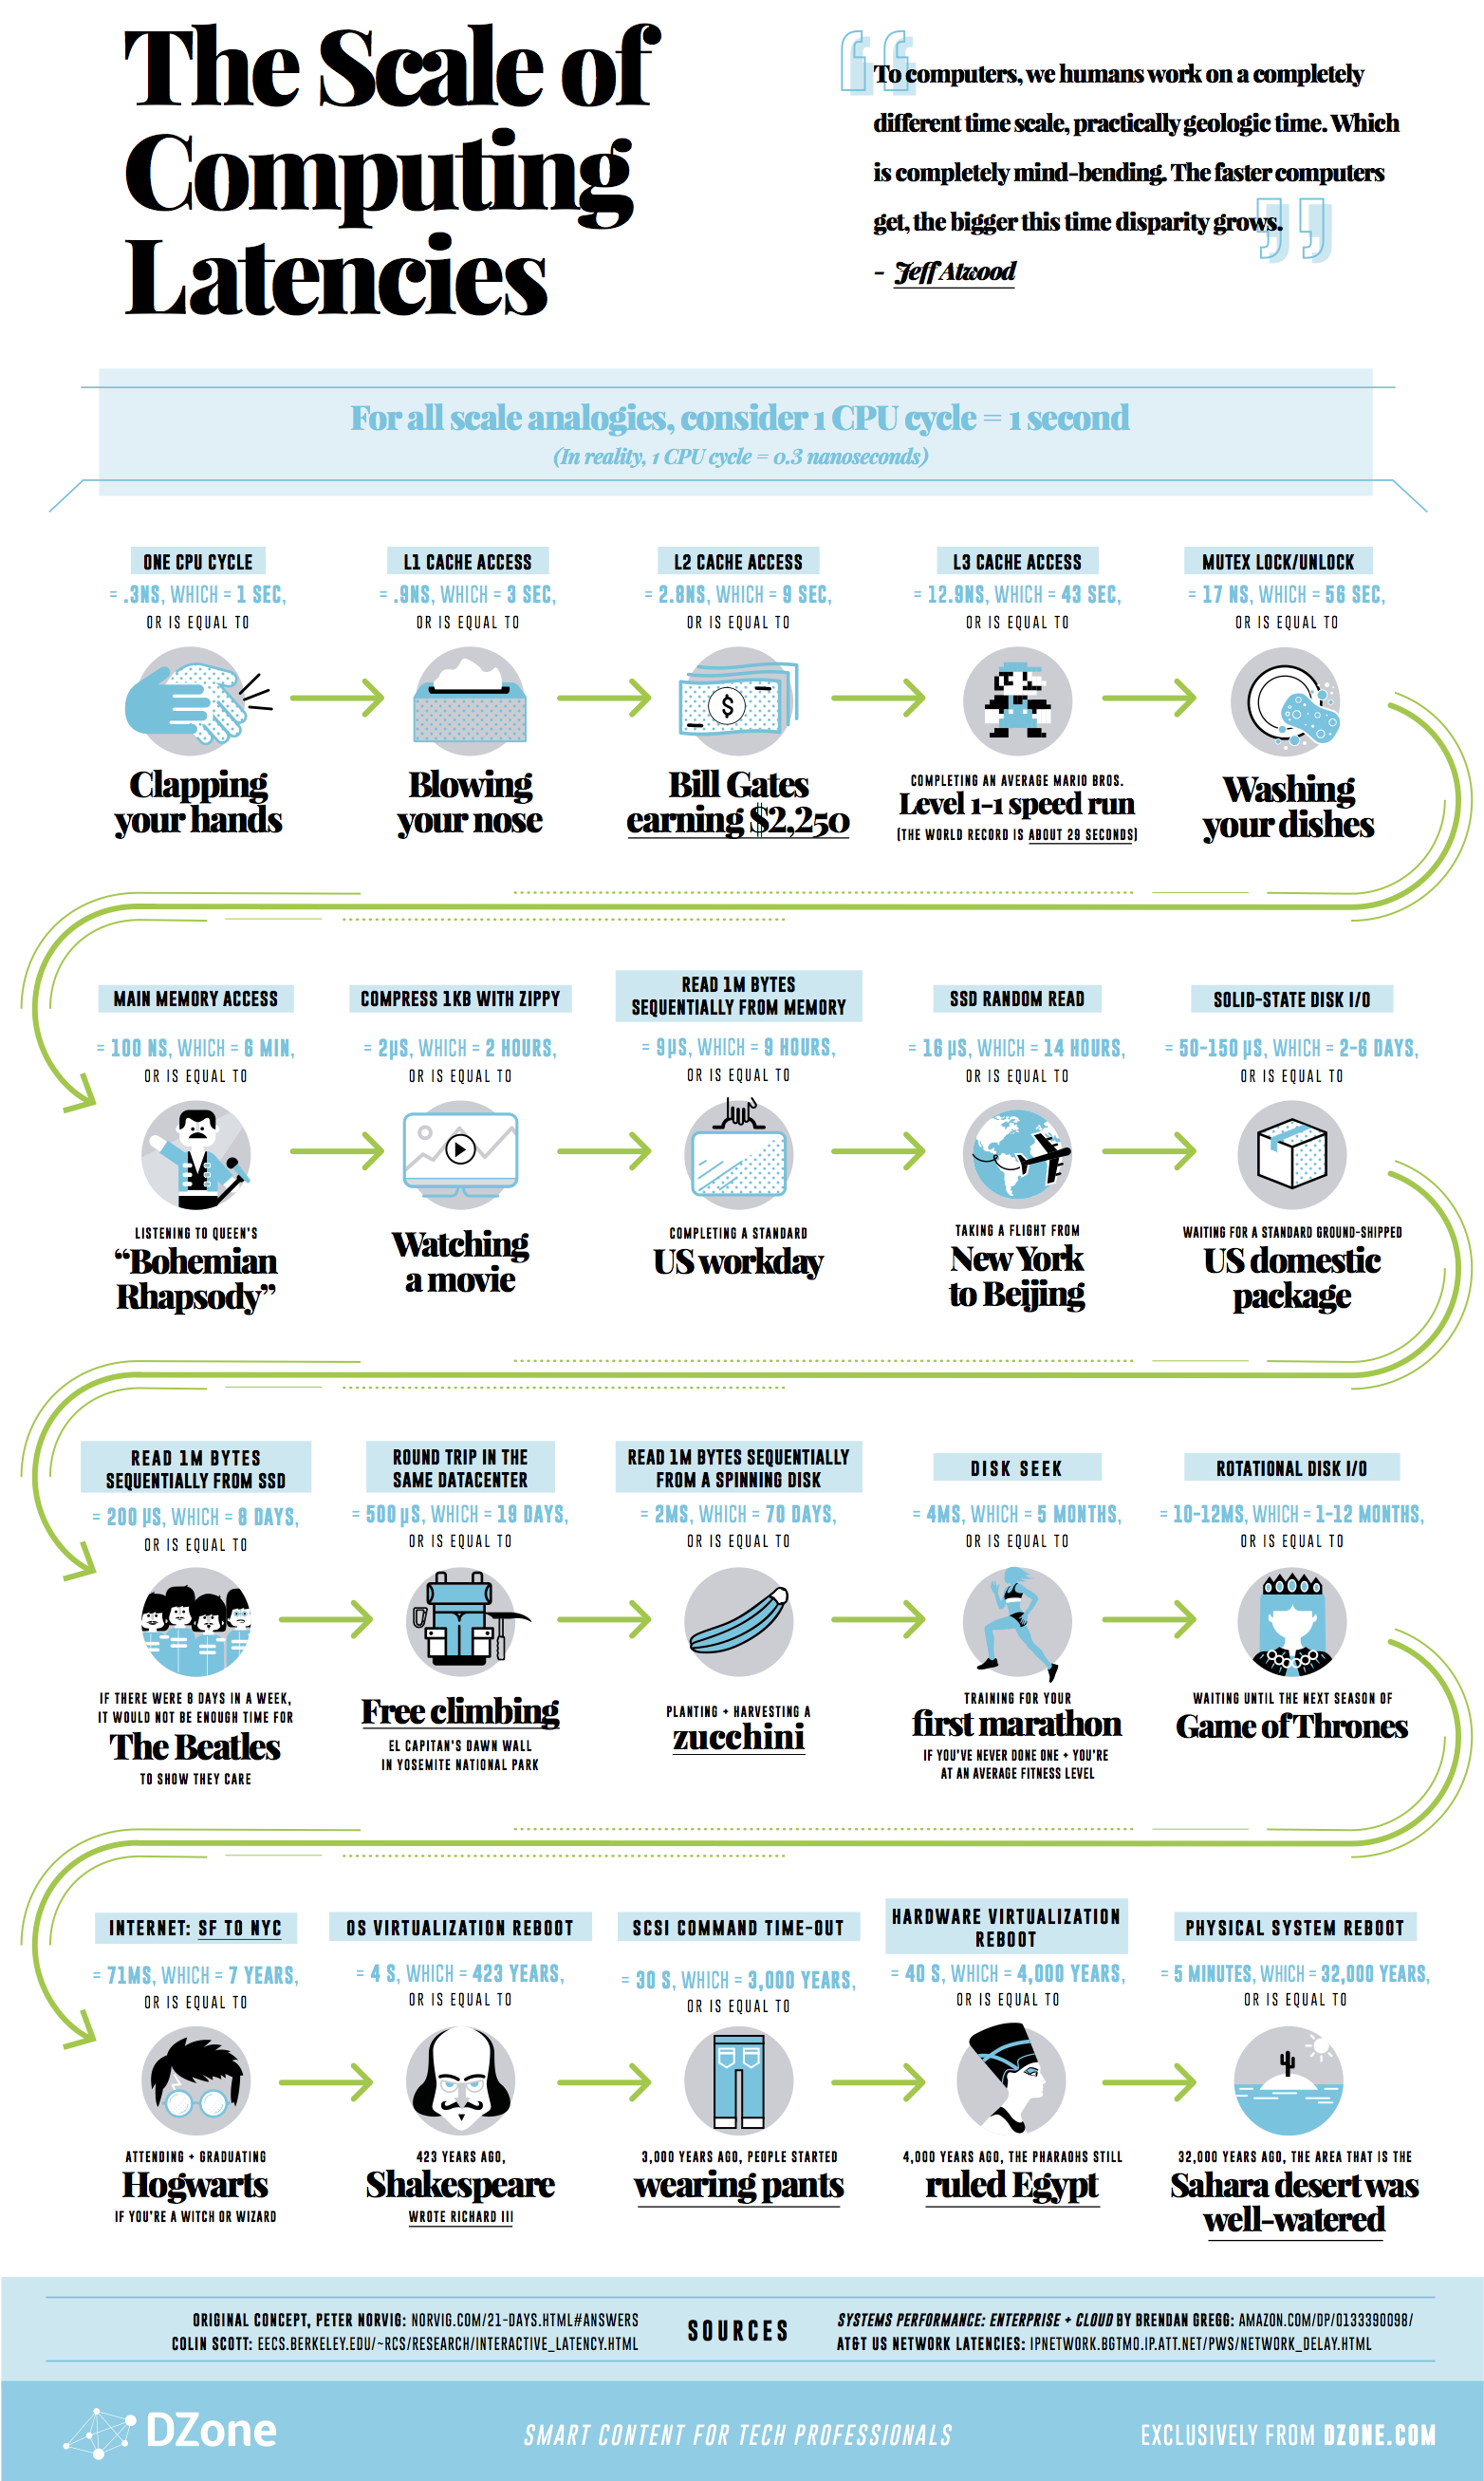 The Scale of
Computing
Latencies
“To computers, we humans work on a completely
different time scale, practically geologic time. Which
is completely mind-bending. The faster computers
get, the bigger this time disparity grows.”
- Jeff Atwood
For all scale analogies, consider 1 CPU cycle = 1 second
(In reality, 1 CPU cycle = 0.3 nanoseconds)
ONE CPU CYCLE
= .3NS, WHICH = 1 SEC,
OR IS EQUAL TO
Clapping
your hands
L1 CACHE ACCESS
= .9NS, WHICH = 3 SEC,
OR IS EQUAL TO
Blowing
your nose
L2 CACHE ACCESS
= 2.8NS, WHICH = 9 SEC,
OR IS EQUAL TO
$
Bill Gates
earning $2,250
L3 CACHE ACCESS
= 12.9NS, WHICH = 43 SEC,
OR IS EQUAL TO
COMPLETING AN AVERAGE MARIO BROS.
Level 1-1 speed run
(THE WORLD RECORD IS ABOUT 29 SECONDS)
MUTEX LOCK/UNLOCK
= 17 NS, WHICH = 56 SEC,
OR IS EQUAL TO
Washing
your dishes
MAIN MEMORY ACCESS
= 100 NS, WHICH = 6 MIN,
OR IS EQUAL TO
LISTENING TO QUEEN'S
“Bohemian
Rhapsody”
COMPRESS 1KB WITH ZIPPY
= 2µS, WHICH = 2 HOURS,
OR IS EQUAL TO
Watching
a movie
READ 1M BYTES
SEQUENTIALLY FROM MEMORY
= 9µS, WHICH = 9 HOURS,
OR IS EQUAL TO
COMPLETING A STANDARD
US workday
SSD RANDOM READ
= 16 µS, WHICH = 14 HOURS,
OR IS EQUAL TO
TAKING A FLIGHT FROM
New York
to Beijing
SOLID-STATE DISK I/O
= 50-150 µS, WHICH = 2-6 DAYS,
OR IS EQUAL TO
WAITING FOR A STANDARD GROUND-SHIPPED
US domestic
package
READ 1M BYTES
SEQUENTIALLY FROM SSD
= 200 µS, WHICH = 8 DAYS,
OR IS EQUAL TO
IF THERE WERE 8 DAYS IN A WEEK,
IT WOULD NOT BE ENOUGH TIME FOR
The Beatles
TO SHOW THEY CARE
ROUND TRIP IN THE
SAME DATACENTER
= 500 µS, WHICH = 19 DAYS,
OR IS EQUAL TO
Free climbing
EL CAPITAN'S DAWN WALL
IN YOSEMITE NATIONAL PARK
READ 1M BYTES SEQUENTIALLY
FROM A SPINNING DISK
= 2MS, WHICH = 70 DAYS,
OR IS EQUAL TO
PLANTING + HARVESTING A
zucchini
DISK SEEK
= 4MS, WHICH = 5 MONTHS,
OR IS EQUAL TO
TRAINING FOR YOUR
first marathon
IF YOU'VE NEVER DONE ONE + YOU'RE
AT AN AVERAGE FITNESS LEVEL
ROTATIONAL DISK I/O
= 10-12MS, WHICH = 1-12 MONTHS,
OR IS EQUAL TO
WAITING UNTIL THE NEXT SEASON OF
Game of Thrones
INTERNET: SF TO NYC
= 71MS, WHICH = 7 YEARS,
OR IS EQUAL TO
ATTENDING + GRADUATING
Hogwarts
IF YOU'RE A WITCH OR WIZARD
OS VIRTUALIZATION REBOOT
= 4 S, WHICH = 423 YEARS,
OR IS EQUAL TO
423 YEARS AGO,
Shakespeare
WROTE RICHARD III
SCSI COMMAND TIME-OUT
= 30 S, WHICH = 3,000 YEARS,
OR IS EQUAL TO
3,000 YEARS AGO, PEOPLE STARTED
wearing pants
HARDWARE VIRTUALIZATION
REBOOT
= 40 S, WHICH = 4,000 YEARS,
OR IS EQUAL TO
4,000 YEARS AGO, THE PHARAOHS STILL
ruled Egypt
PHYSICAL SYSTEM REBOOT
= 5 MINUTES, WHICH = 32,000 YEARS,
OR IS EQUAL TO
32,000 YEARS AGO, THE AREA THAT IS THE
Sahara desert was
well-watered
ORIGINAL CONCEPT, PETER NORVIG: NORVIG.COM/21-DAYS.HTML#ANSWERS
COLIN SCOTT: EECS.BERKELEY.EDU/~RCS/RESEARCH/INTERACTIVE_LATENCY.HTML
SOURCES
SYSTEMS PERFORMANCE: ENTERPRISE + CLOUD BY BRENDAN GREGG: AMAZON.COM/DP/0133390098/
AT&T US NETWORK LATENCIES: IPNETWORK.BGTMO.IP.ATT.NET/PWS/NETWORK_DELAY.HTML
DZone
SMART CONTENT FOR TECH PROFESSIONALS
EXCLUSIVELY FROM DZONE.COM